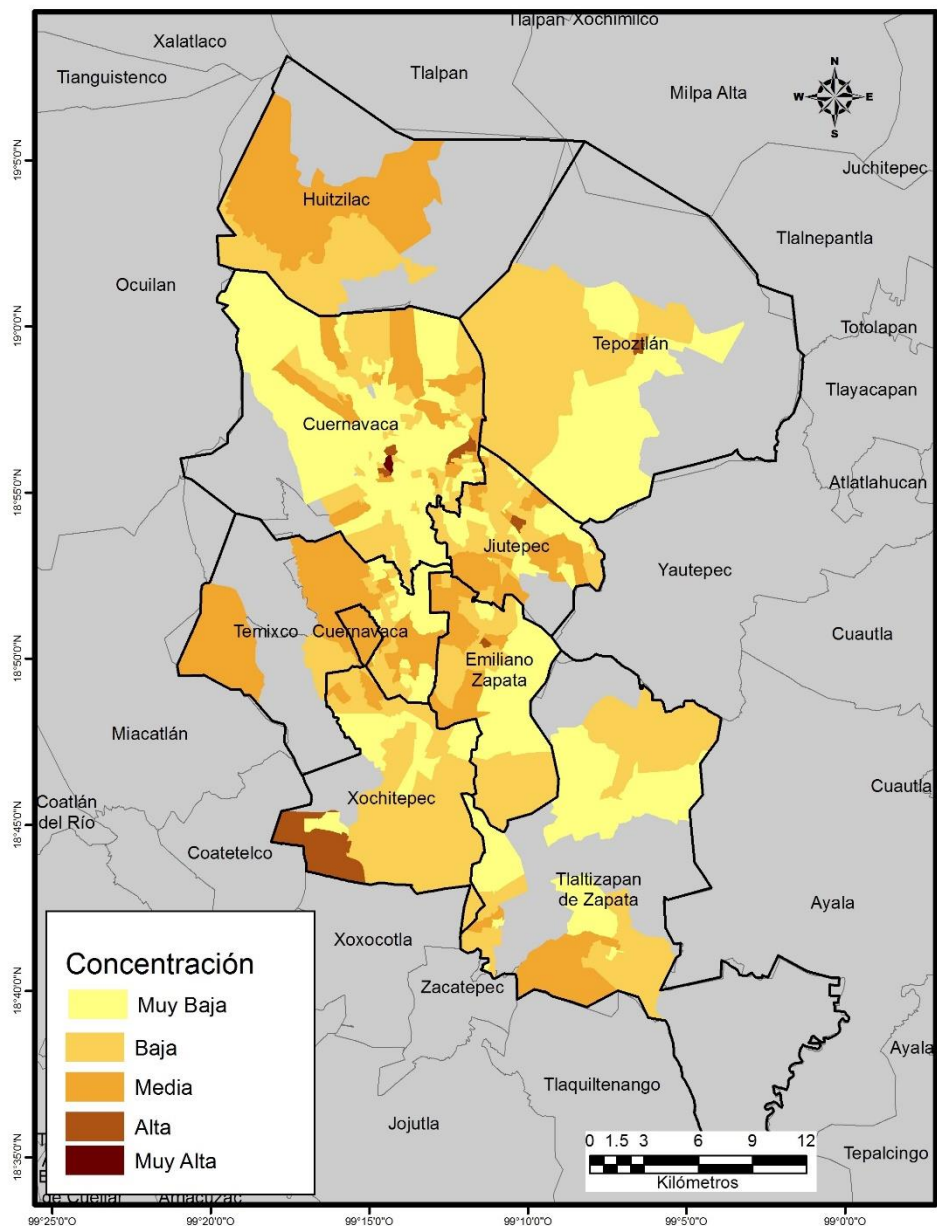 Tlalpan Xochimilco
Xalatlaco
Tianguistenco
Tlalpan
Milpa Alta
N
W
E
S
19°5'0"N
Juchitepec
Huitzilac
Tlalnepantla
Ocuilan
19°0'0"N
Totolapan
Tepoztlán
Tlayacapan
Cuernavaca
18°55'0"N
Atlatlahucan
Jiutepec
Yautepec
Temixco
Cuernavaca
Cuautla
18°50'0"N
Emiliano
Zapata
Miacatlán
Cuautla
Coatlán
del Río
Xochitepec
18°45'0"N
Coatetelco
Tlaltizapan
de Zapata
Ayala
Xoxocotla
Zacatepec
18°40'0"N
Concentración
Muy Baja
Baja
Media
Alta
Muy Alta
Ayala
Tlaquiltenango
Jojutla
0 1.5 3 6 9 12
Kilómetros
Tepalcingo
18°35'0"N
de Cuellar
Amacuzac
99°25'0"O
99°20'0"O
99°15'0"O
99°10'0"O
99°5'0"O
99°0'0"O